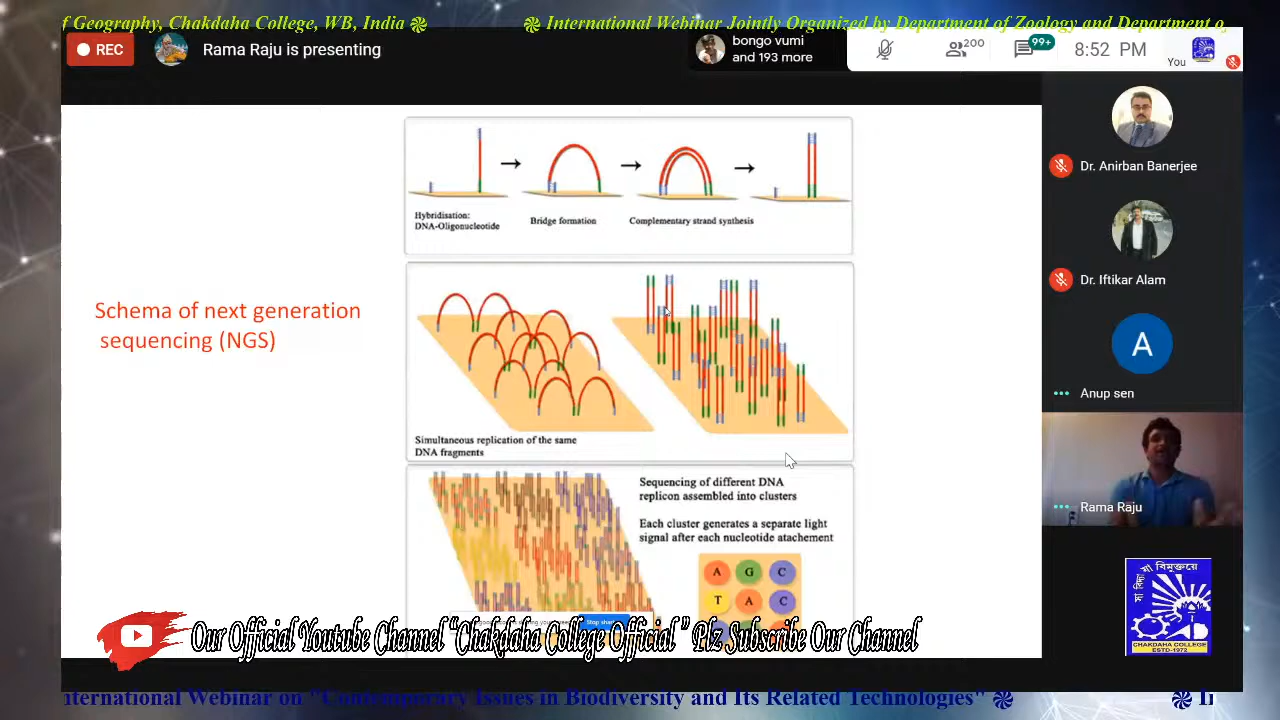 f Geography, Chakdaha College, WB, India ֍ ֍ International Webinar Jointly Organized by Department of Zoology and Department o
REC
Rama Raju is presenting
bongo vumi
and 193 more
200
99+
8:52 PM
You
Dr. Anirban Banerjee
Dr. Iftikar Alam
A
Anup sen
Rama Raju
Schema of next generation
sequencing (NGS)
Hybridisation:
DNA-Oligonucleotide
Bridge formation
Complementary strand synthesis
Simultaneous replication of the same
DNA fragments
Sequencing of different DNA
replicon assembled into clusters
Each cluster generates a separate light
signal after each nucleotide atachement
A G C
T A C
Stop
Our Official Youtube Channel “Chakdaha College Official ” Plz Subscribe Our Channel
সা বিদ্যা যা বিমুক্তয়ে
CHAKDAHA COLLEGE
ESTD-1972
nternational Webinar on "Contemporary Issues in Biodiversity and Its Related Technologies" ֍ ֍ I